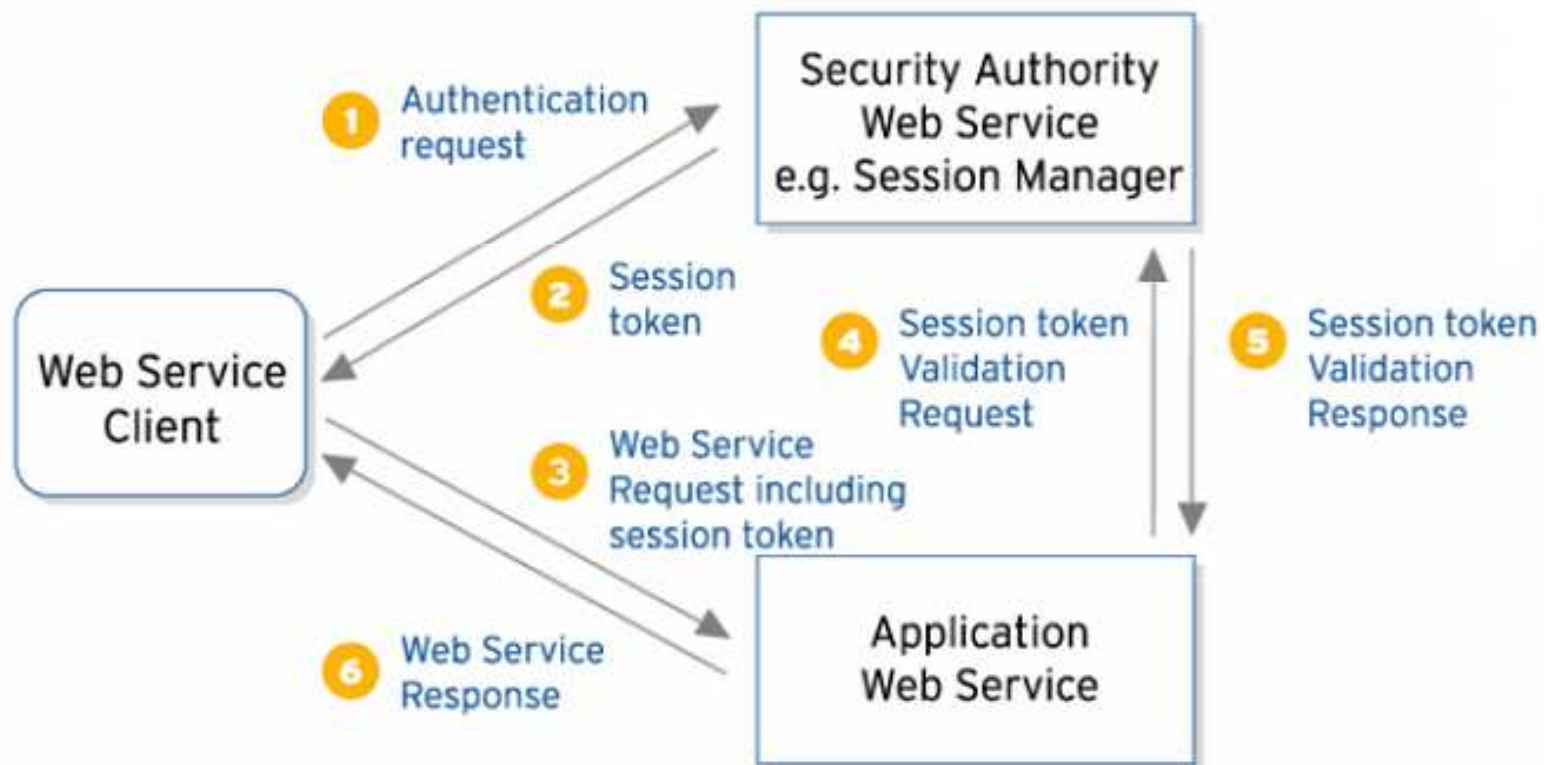 Security Authority
Web Service
e.g. Session Manager
1
Authentication
request
2
Session
token
Web Service
Client
3
Web Service
Request including
session token
4
Session token
Validation
Request
5
Session token
Validation
Response
6
Web Service
Response
Application
Web Service